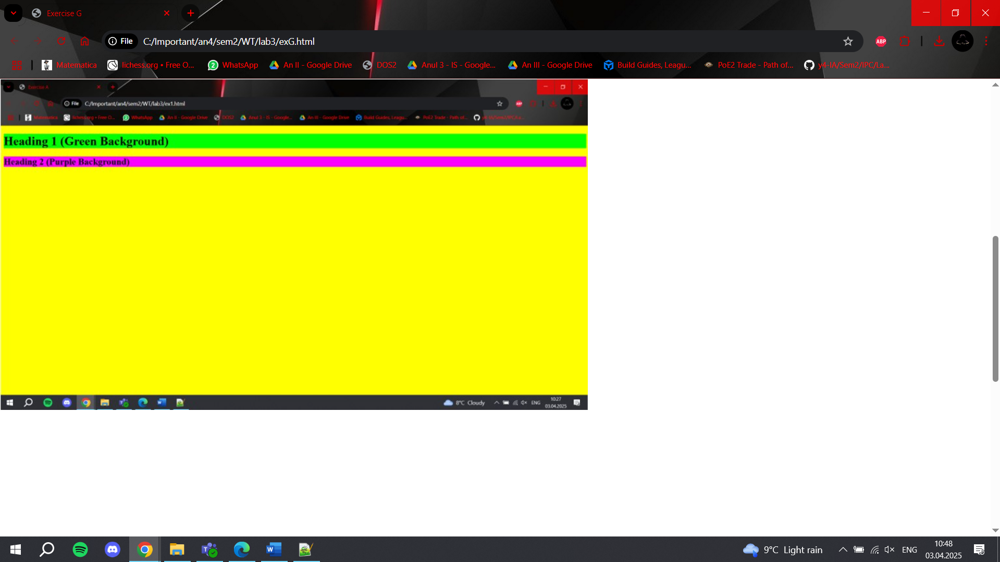 Exercise G
File C:/Important/an4/sem2/WT/lab3/exG.html
ABP
Matematica lichess.org • Free O... 2 WhatsApp An II - Google Drive DOS2 Anul 3 - IS - Google... An III - Google Drive Build Guides, Leagu... PoE2 Trade - Path of... y4-IA/Sem2/IPC/La...
Exercise A
File C:/Important/an4/sem2/WT/lab3/ex1.html
ABP
Matematica lichess.org • Free O... 2 WhatsApp An II - Google Drive DOS2 Anul 3 - IS - Google... An III - Google Drive Build Guides, Leagu... PoE2 Trade - Path of... y4-IA/Sem2/IPC/La...
Heading 1 (Green Background)
Heading 2 (Purple Background)
8°C Cloudy ENG 10:27
03.04.2025
9°C Light rain ENG 10:48
03.04.2025